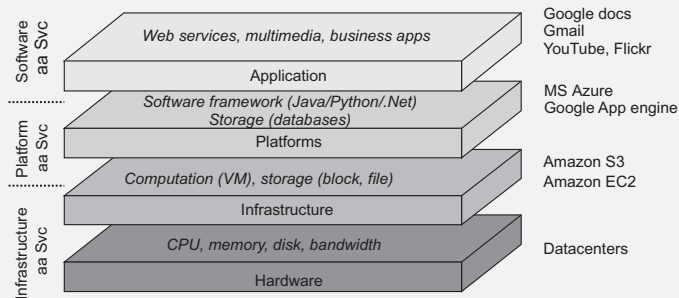 Software
aa Svc
Web services, multimedia, business apps
Application
Google docs
Gmail
YouTube, Flickr
Platform
aa Svc
Software framework (Java/Python/.Net)
Storage (databases)
Platforms
MS Azure
Google App engine
Infrastructure
aa Svc
Computation (VM), storage (block, file)
Infrastructure
Amazon S3
Amazon EC2
CPU, memory, disk, bandwidth
Hardware
Datacenters